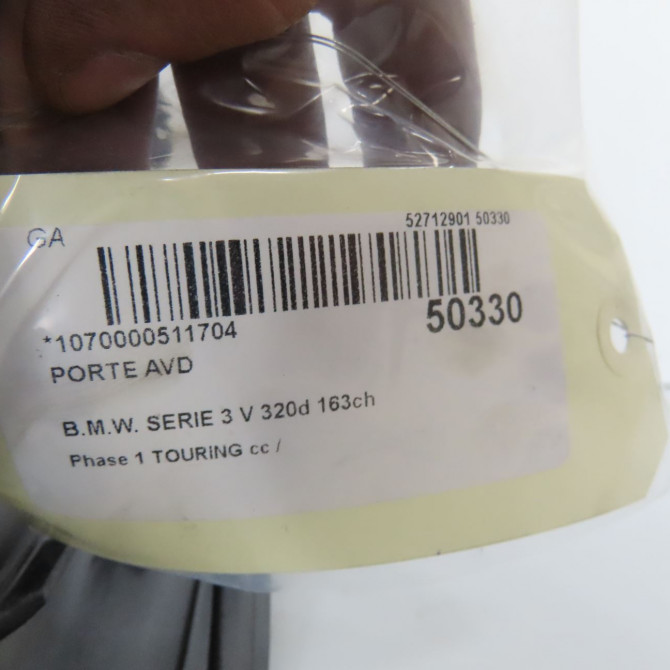 52712901 50330
GA
50330
*1070000511704
PORTE AVD
B.M.W. SERIE 3 V 320d 163ch
Phase 1 TOURING cc /